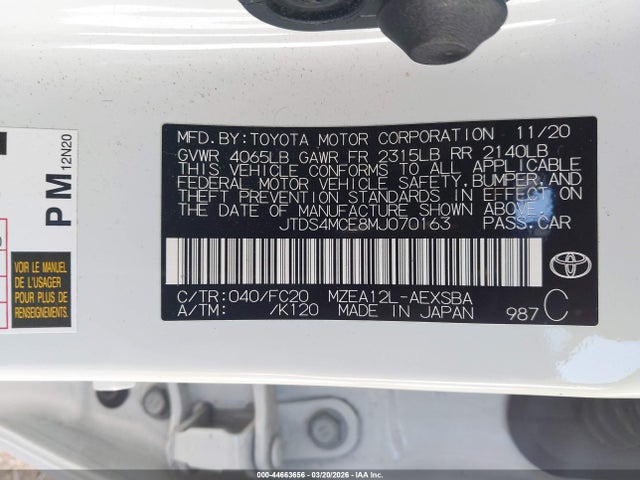 MFD.BY:TOYOTA MOTOR CORPORATION 11/20
GVWR 4065LB GAWR FR 2315LB RR 2140LB
THIS VEHICLE CONFORMS TO ALL APPLICABLE
FEDERAL MOTOR VEHICLE SAFETY,BUMPER,AND
THEFT PREVENTION STANDARDS IN EFFECT ON
THE DATE OF MANUFACTURE SHOWN ABOVE.
JTDS4MCE8MJ070163 PASS.CAR
C/TR:040/FC20 MZEA12L-AEXSBA
A/TM: /K120 MADE IN JAPAN 987 C
TOYOTA
PM 12N20
VOIR LE MANUEL
DE L'USAGER
POUR PLUS DE
RENSEIGNEMENTS
000-44663656 - 03/20/2026 - IAAI.CA